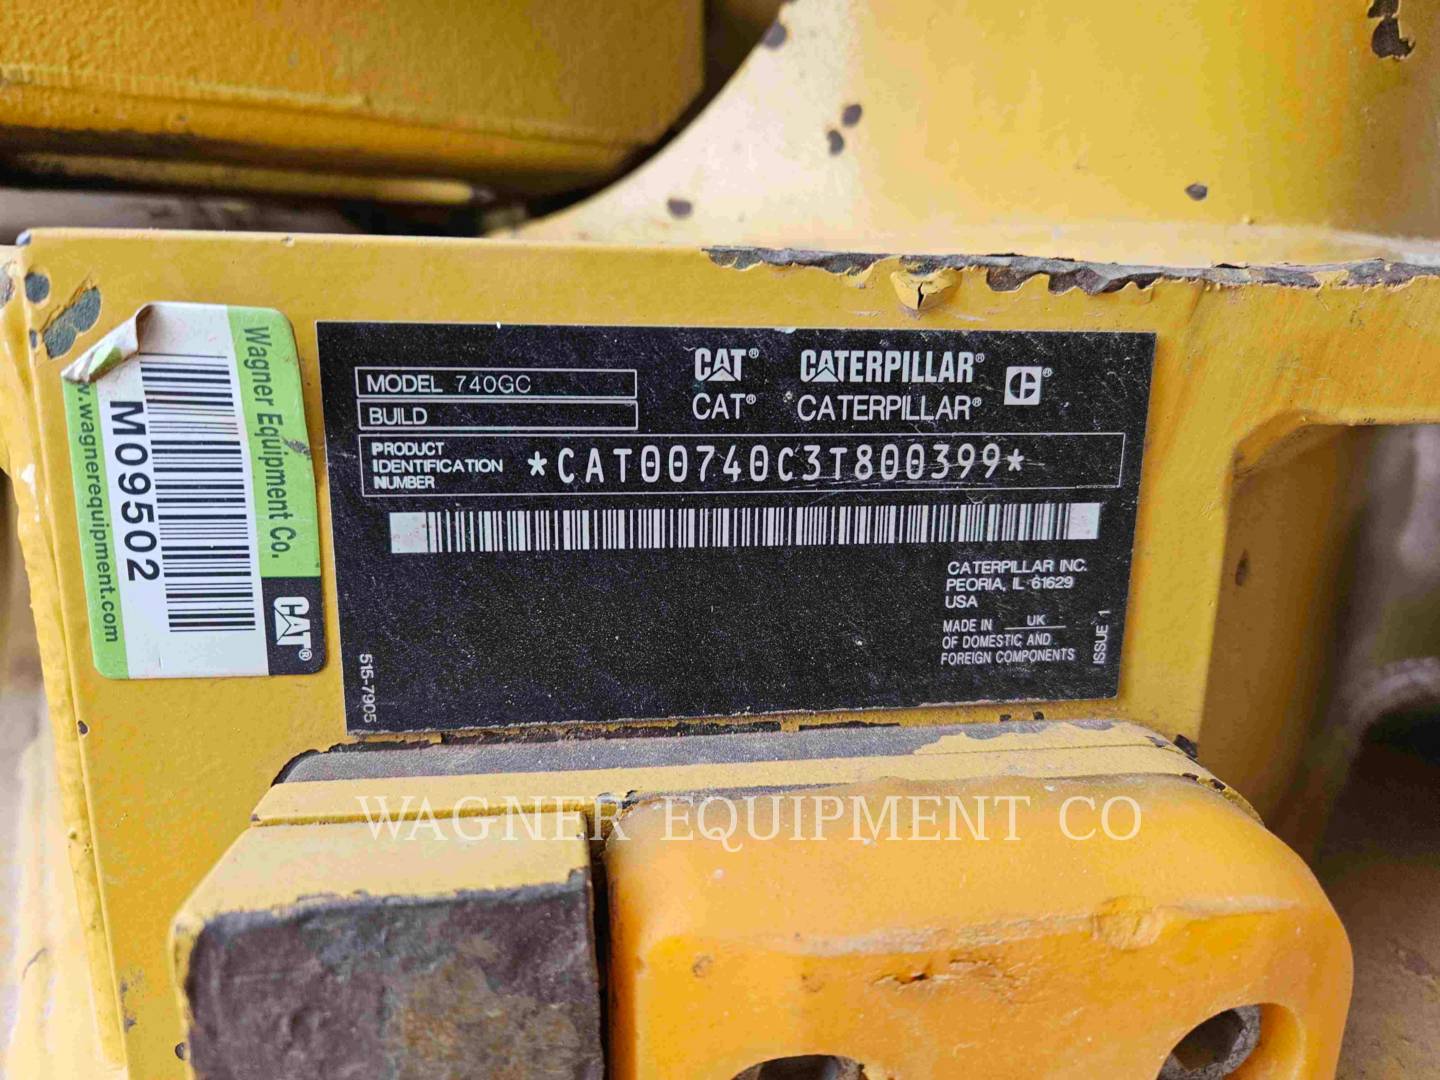 Wagner Equipment Co.
M09502
www.wagnerequipment.com
CAT®
MODEL 740GC
BUILD
CAT® CATERPILLAR®
CAT® CATERPILLAR® C®
PRODUCT
IDENTIFICATION
NUMBER
*CAT00740C3T800399*
CATERPILLAR INC.
PEORIA, IL 61629
USA
MADE IN UK
OF DOMESTIC AND
FOREIGN COMPONENTS
ISSUE 1
515-7905
WAGNER EQUIPMENT CO